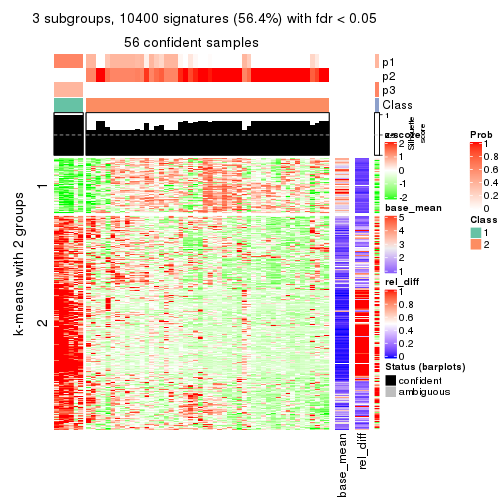 3 subgroups, 10400 signatures (56.4%) with fdr < 0.05
56 confident samples
p1
p2
p3
Class
1
Silhouette
score
z-score
2
1
0
-1
-2
base_mean
5
4
3
2
1
rel_diff
1
0.8
0.6
0.4
0.2
0
Status (barplots)
confident
ambiguous
Prob
1
0.8
0.6
0.4
0.2
0
Class
1
2
k-means with 2 groups
1
2
base_mean
rel_diff